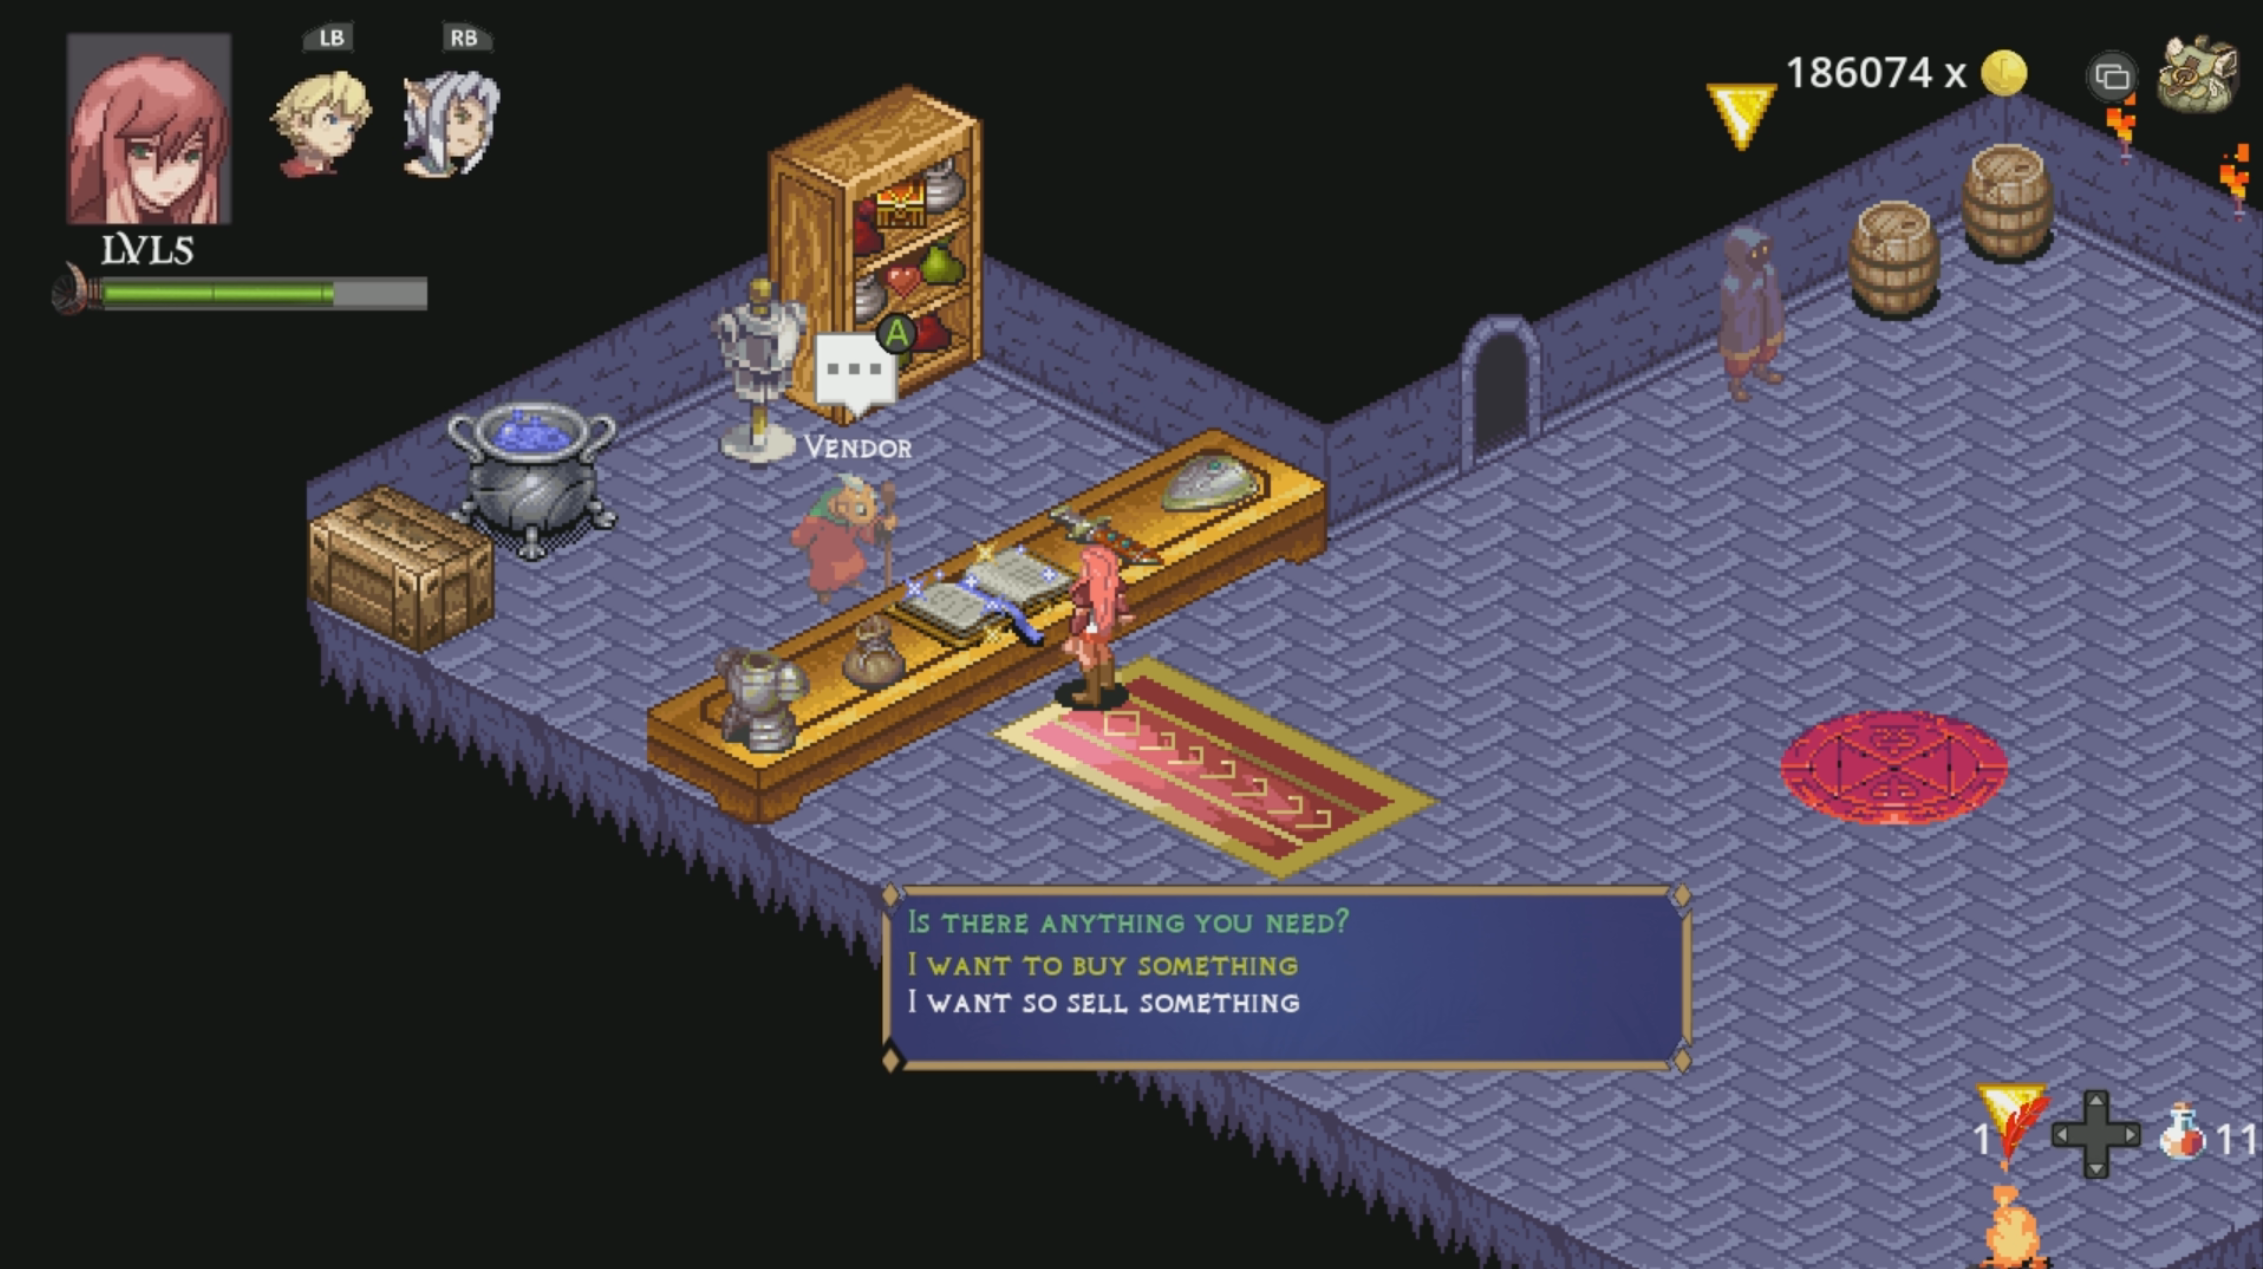 LB RB
186074 x
LVL5
A
Vendor
Is there anything you need?
I want to buy something
I want so sell something
1 11